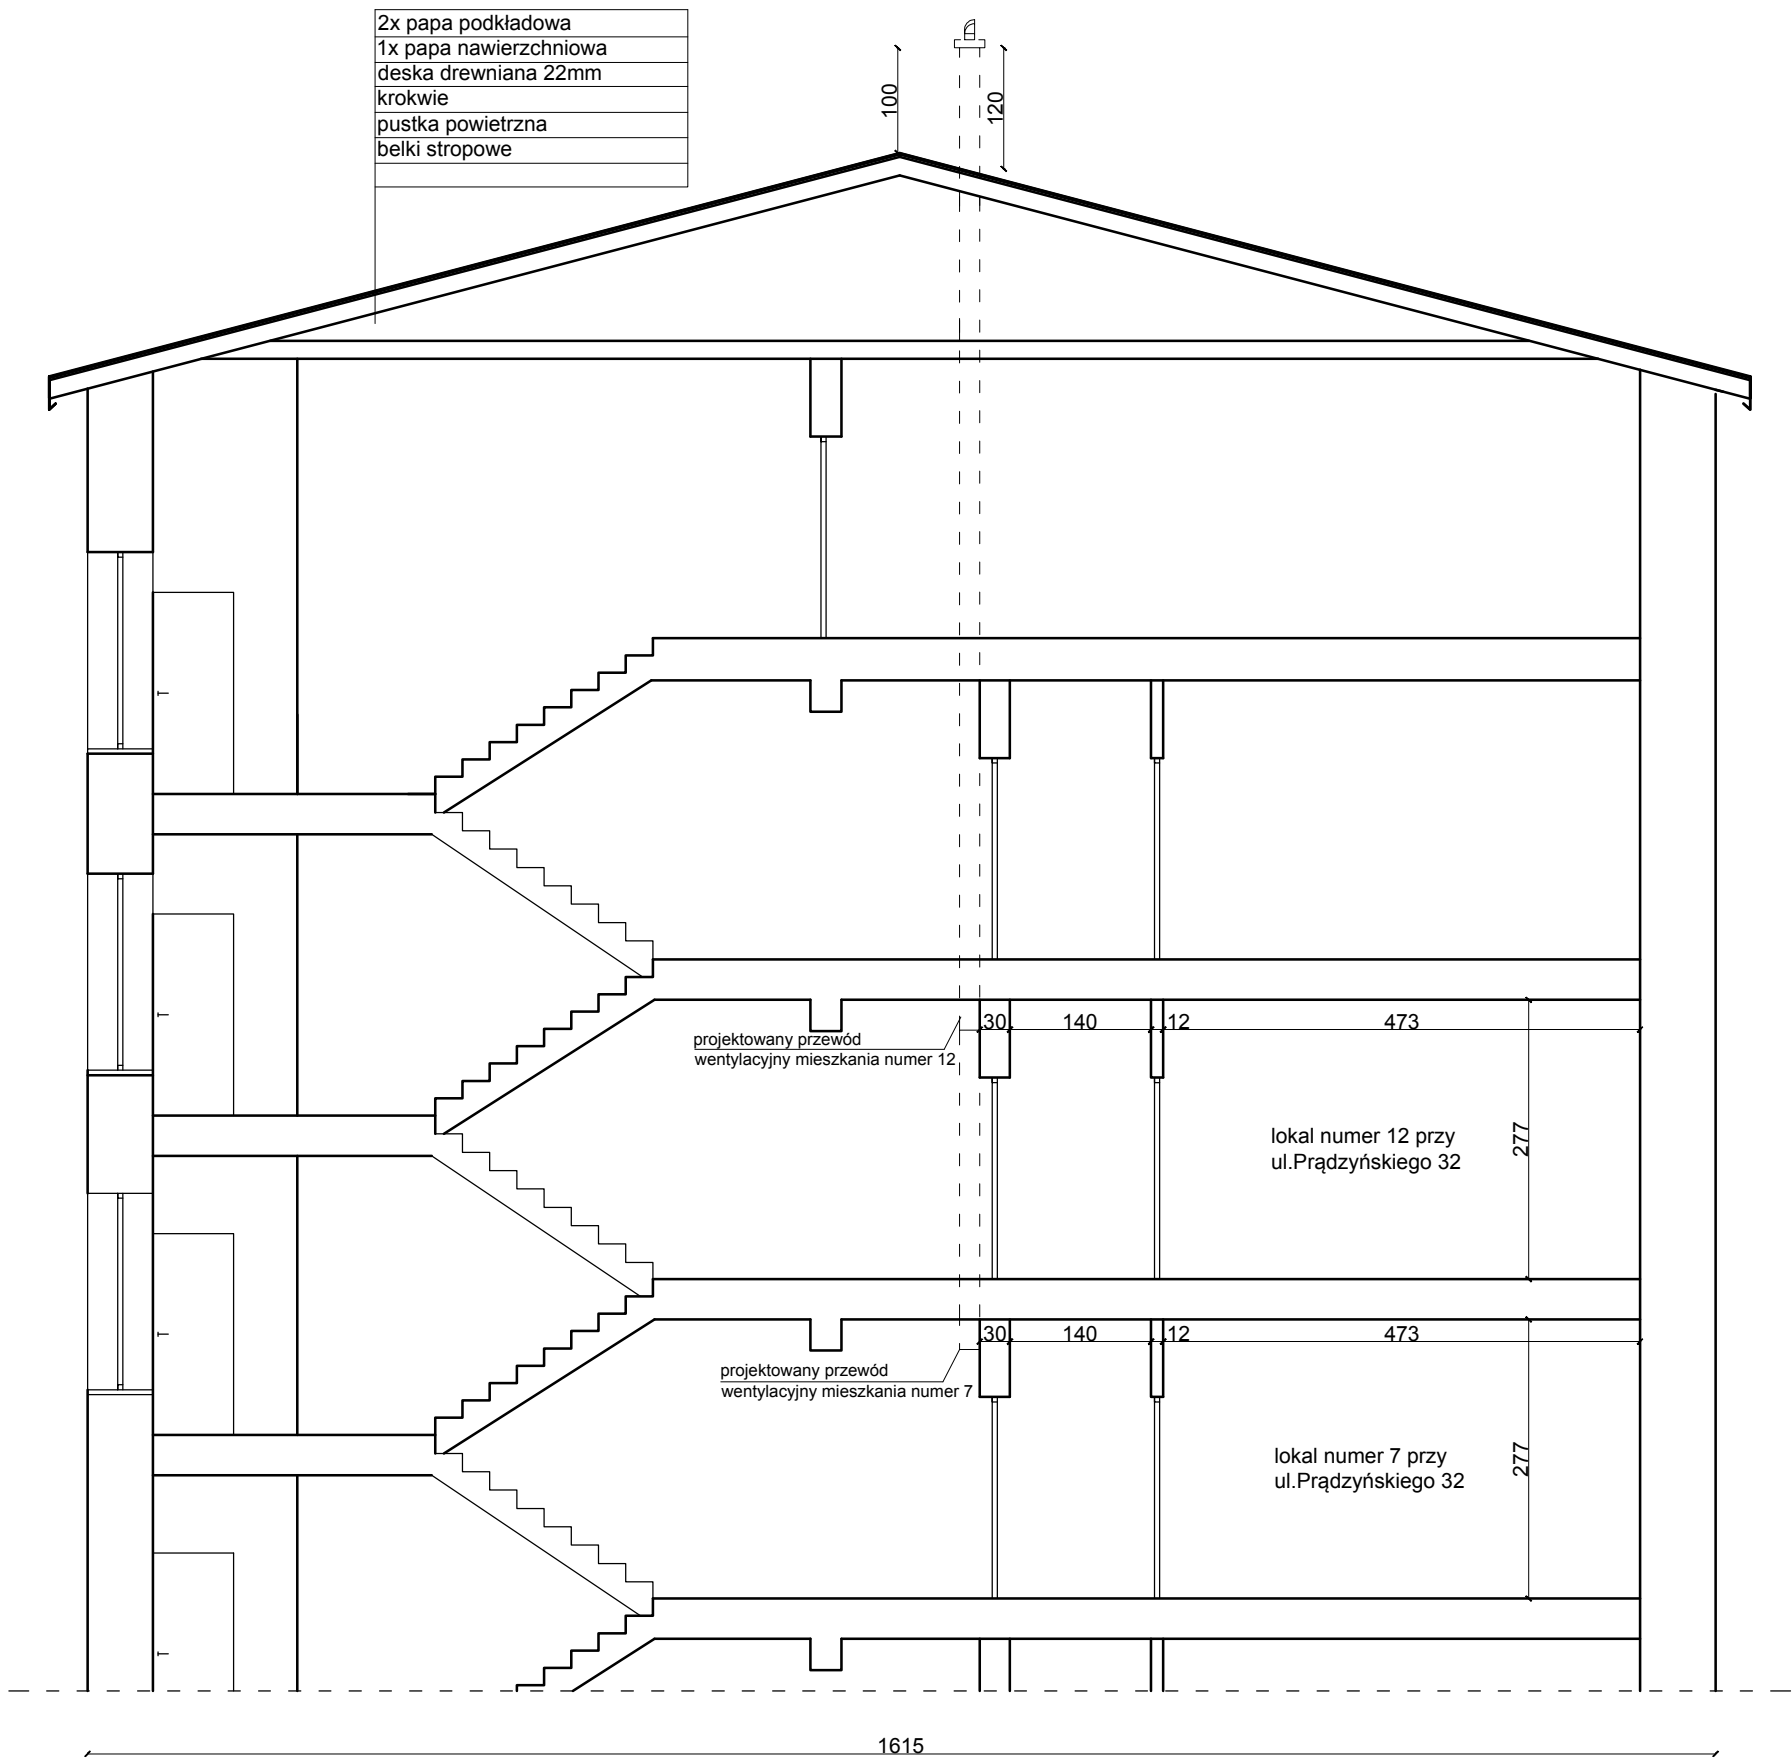 2x papa podkładowa
1x papa nawierzchniowa
deska drewniana 22mm
krokwie
pustka powietrzna
belki stropowe
100
120
30 140 12 473
projektowany przewód
wentylacyjny mieszkania numer 12
lokal numer 12 przy
ul.Prądzyńskiego 32
277
30 140 12 473
projektowany przewód
wentylacyjny mieszkania numer 7
lokal numer 7 przy
ul.Prądzyńskiego 32
277
1615